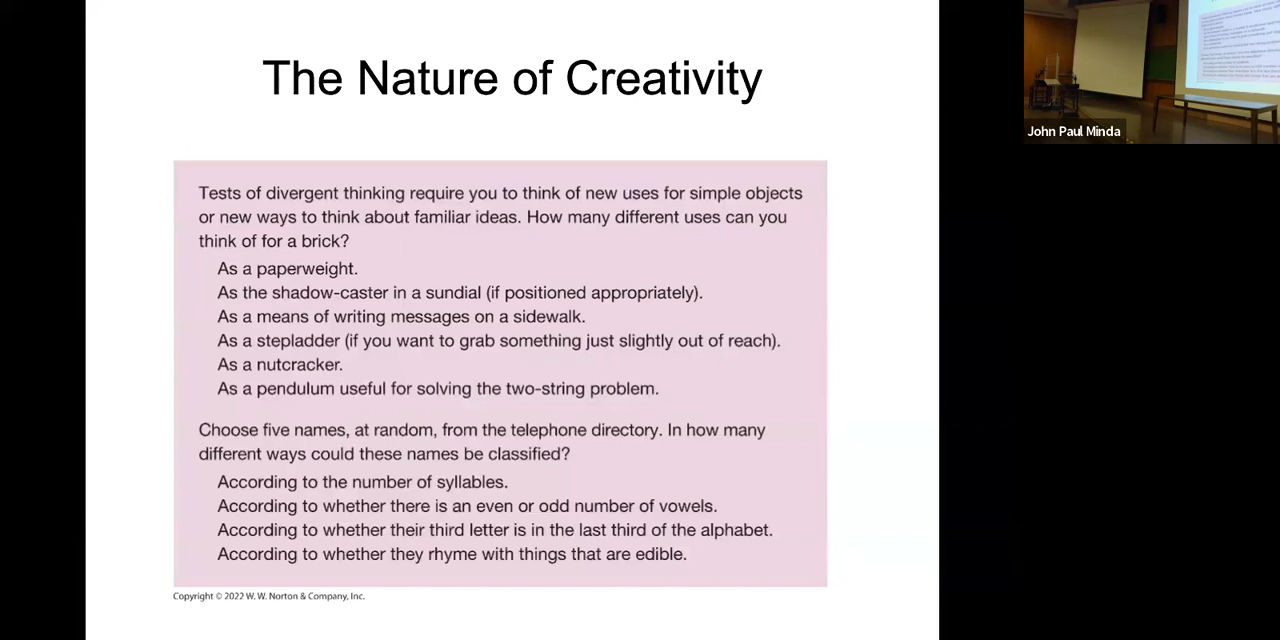 The Nature of Creativity
Tests of divergent thinking require you to think of new uses for simple objects
or new ways to think about familiar ideas. How many different uses can you
think of for a brick?
As a paperweight.
As the shadow-caster in a sundial (if positioned appropriately).
As a means of writing messages on a sidewalk.
As a stepladder (if you want to grab something just slightly out of reach).
As a nutcracker.
As a pendulum useful for solving the two-string problem.
Choose five names, at random, from the telephone directory. In how many
different ways could these names be classified?
According to the number of syllables.
According to whether there is an even or odd number of vowels.
According to whether their third letter is in the last third of the alphabet.
According to whether they rhyme with things that are edible.
Copyright © 2022 W. W. Norton & Company, Inc.
John Paul Minda